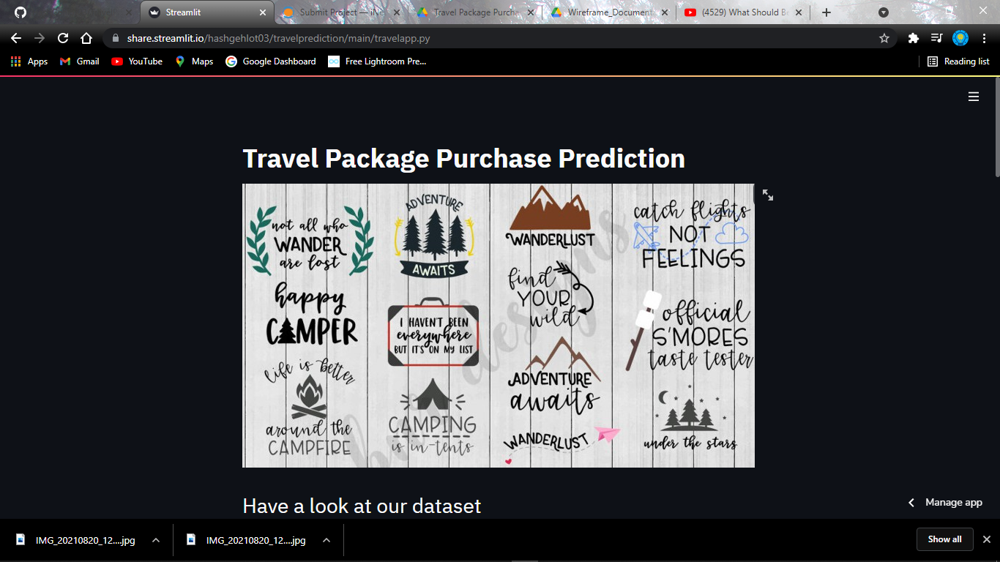 Streamlit
Submit Project — iNe
Travel Package Purcha
Wireframe_Document
(4529) What Should B
share.streamlit.io/hashgehlot03/travelprediction/main/travelapp.py
Apps
Gmail
YouTube
Maps
Google Dashboard
Free Lightroom Pre...
Reading list
Travel Package Purchase Prediction
not all who
WANDER
are lost
happy
CAMPER
life is better
around the
CAMPFIRE
ADVENTURE
AWAITS
I HAVEN'T BEEN
everywhere
BUT IT'S ON MY LIST
CAMPING
is in-tents
WANDERLUST
find
YOUR
wild
ADVENTURE
awaits
WANDERLUST
catch flights
NOT
FEELINGS
official
S'MORES
taste tester
under the stars
designs
Have a look at our dataset
Manage app
IMG_20210820_12....jpg
IMG_20210820_12....jpg
Show all